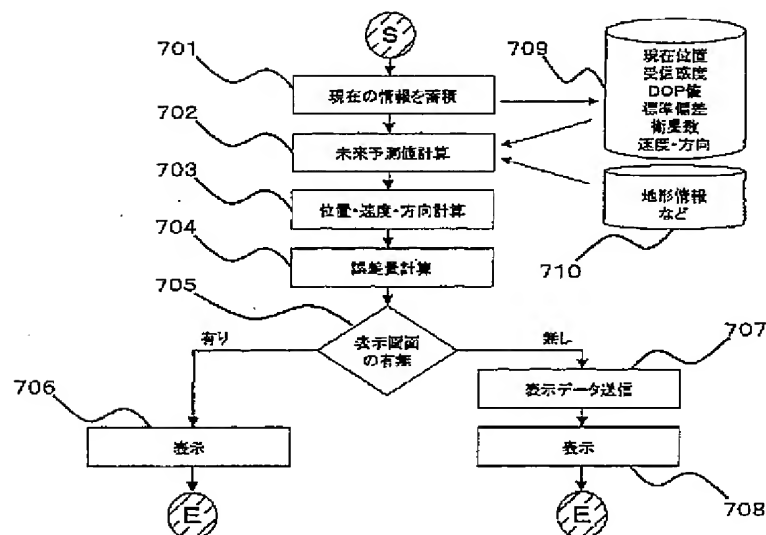 S
701
現在の情報を蓄積
709
現在位置
受信感度
DOP値
標準偏差
衛星数
速度・方向
702
未来予測値計算
703
位置・速度・方向計算
地形情報
など
710
704
誤差量計算
705
表示画面
の有無
有り
無し
707
表示データ送信
706
表示
表示
708
E
E